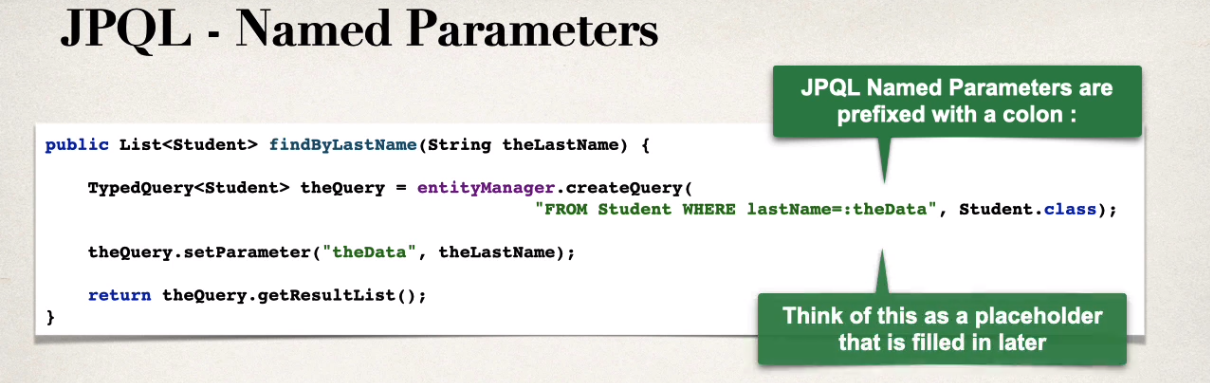 JPQL - Named Parameters
JPQL Named Parameters are
prefixed with a colon :
public List<Student> findByLastName(String theLastName) {
TypedQuery<Student> theQuery = entityManager.createQuery(
"FROM Student WHERE lastName=:theData", Student.class);
theQuery.setParameter("theData", theLastName);
return theQuery.getResultList();
}
Think of this as a placeholder
that is filled in later